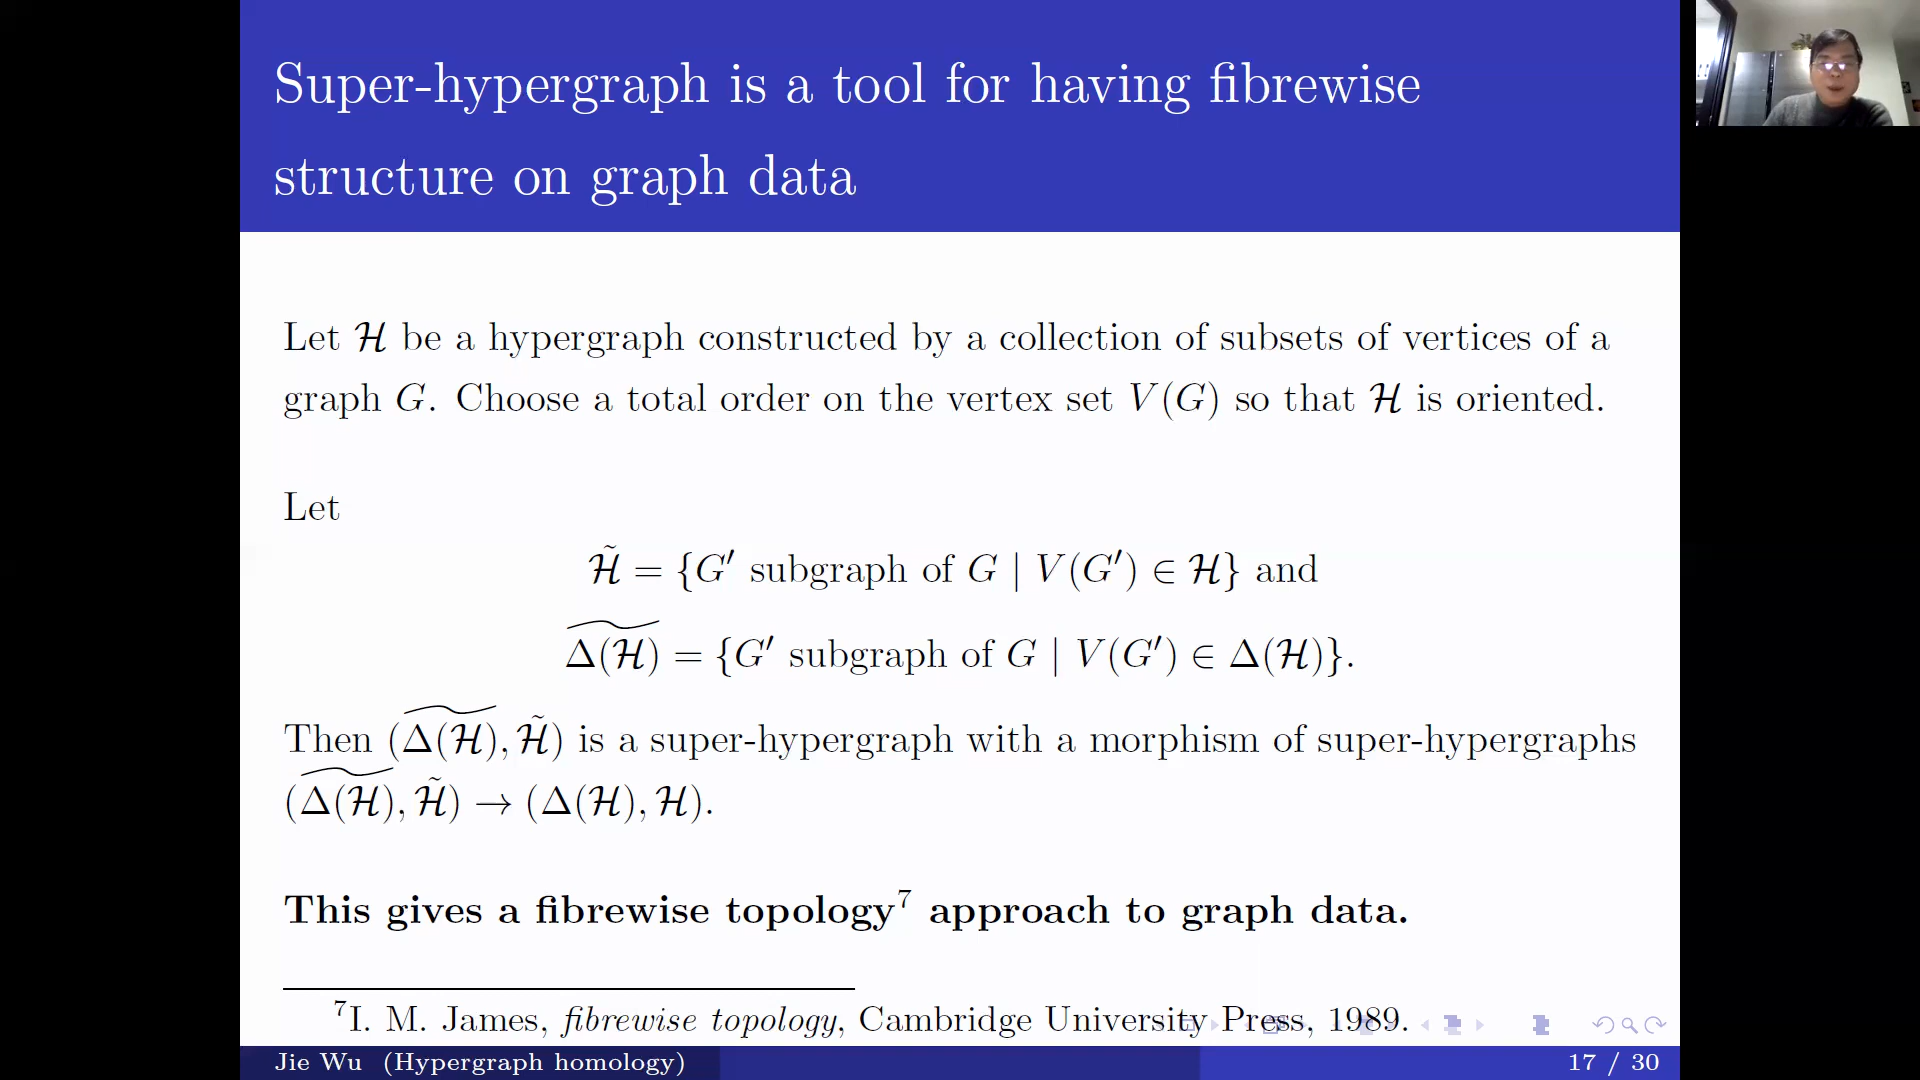 Super-hypergraph is a tool for having fibrewise
structure on graph data
Let ℋ be a hypergraph constructed by a collection of subsets of vertices of a
graph G. Choose a total order on the vertex set V(G) so that ℋ is oriented.
Let
ℋ̃ = {G′ subgraph of G | V(G′) ∈ ℋ} and
\widetilde{Δ(ℋ)} = {G′ subgraph of G | V(G′) ∈ Δ(ℋ)}.
Then (\widetilde{Δ(ℋ)}, ℋ̃) is a super-hypergraph with a morphism of super-hypergraphs
(\widetilde{Δ(ℋ)}, ℋ̃) → (Δ(ℋ), ℋ).
This gives a fibrewise topology⁷ approach to graph data.
⁷I. M. James, fibrewise topology, Cambridge University Press, 1989.
Jie Wu (Hypergraph homology) 17 / 30